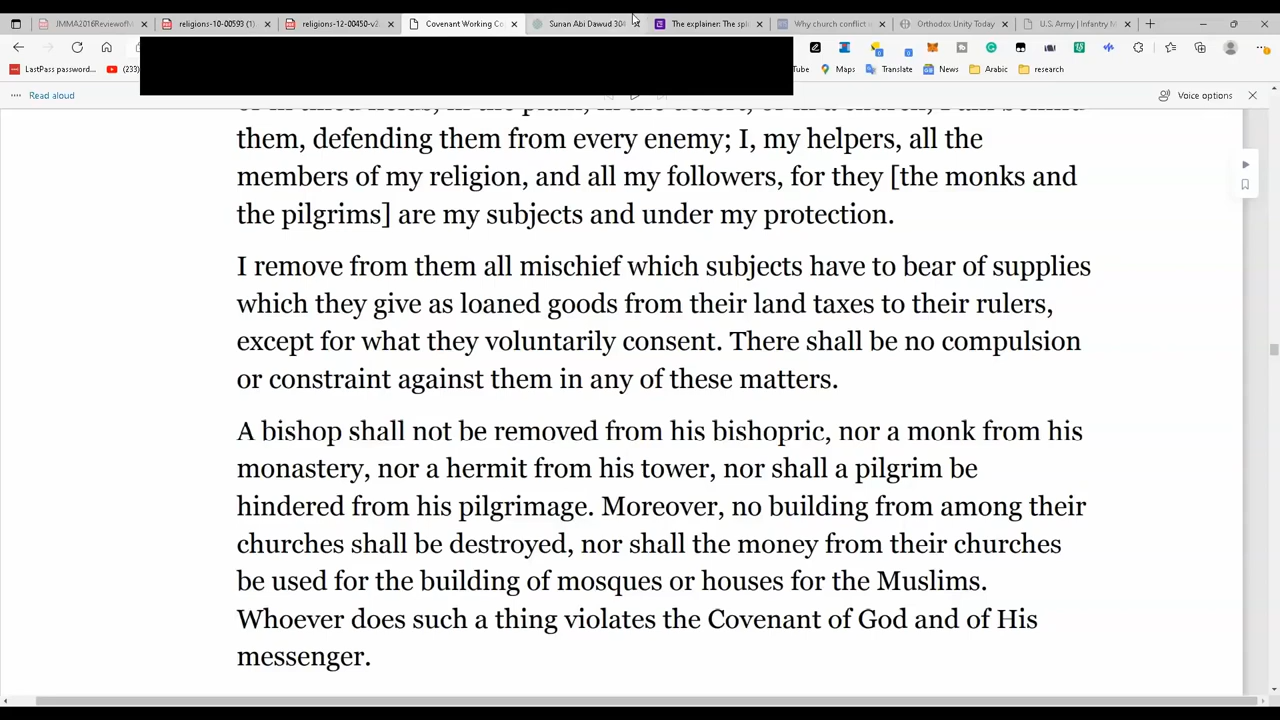 JMMA2016Reviewof religions-10-00593 (1) religions-12-00450-v2 Covenant Working Co Sunan Abi Dawud 304 The explainer: The spl Why church conflict Orthodox Unity Today U.S. Army | Infantry M
LastPass password... (233) Tube Maps Translate News Arabic research
Read aloud Voice options
them, defending them from every enemy; I, my helpers, all the
members of my religion, and all my followers, for they [the monks and
the pilgrims] are my subjects and under my protection.
I remove from them all mischief which subjects have to bear of supplies
which they give as loaned goods from their land taxes to their rulers,
except for what they voluntarily consent. There shall be no compulsion
or constraint against them in any of these matters.
A bishop shall not be removed from his bishopric, nor a monk from his
monastery, nor a hermit from his tower, nor shall a pilgrim be
hindered from his pilgrimage. Moreover, no building from among their
churches shall be destroyed, nor shall the money from their churches
be used for the building of mosques or houses for the Muslims.
Whoever does such a thing violates the Covenant of God and of His
messenger.